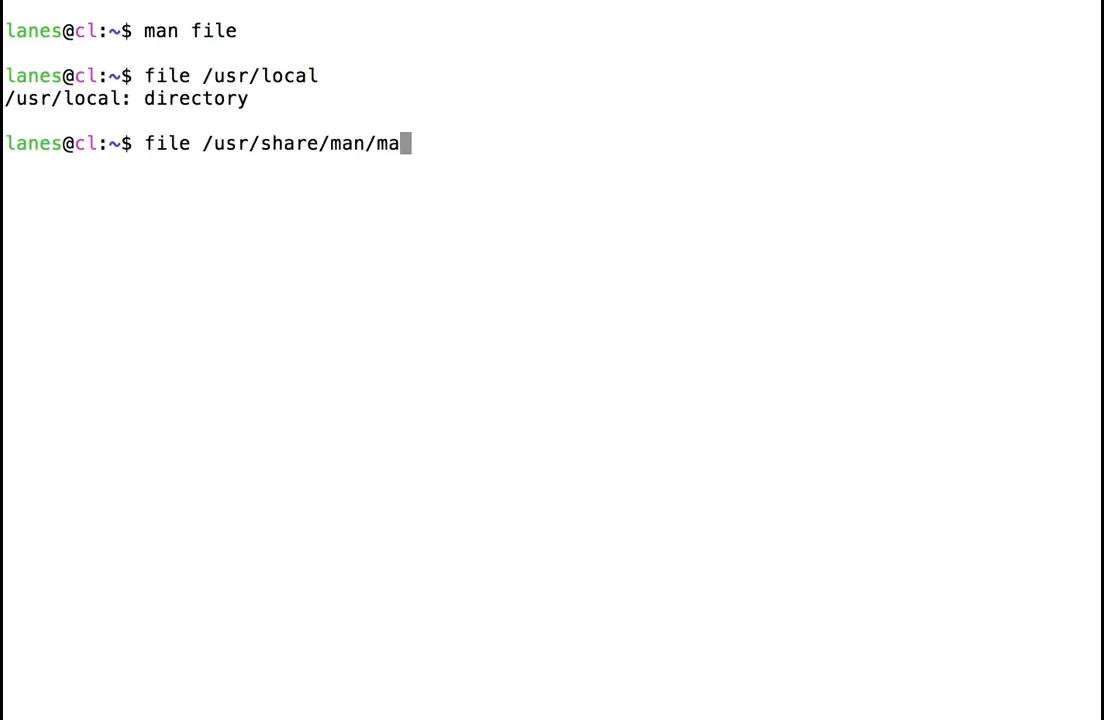 lanes@cl:~$ man file
lanes@cl:~$ file /usr/local
/usr/local: directory
lanes@cl:~$ file /usr/share/man/ma